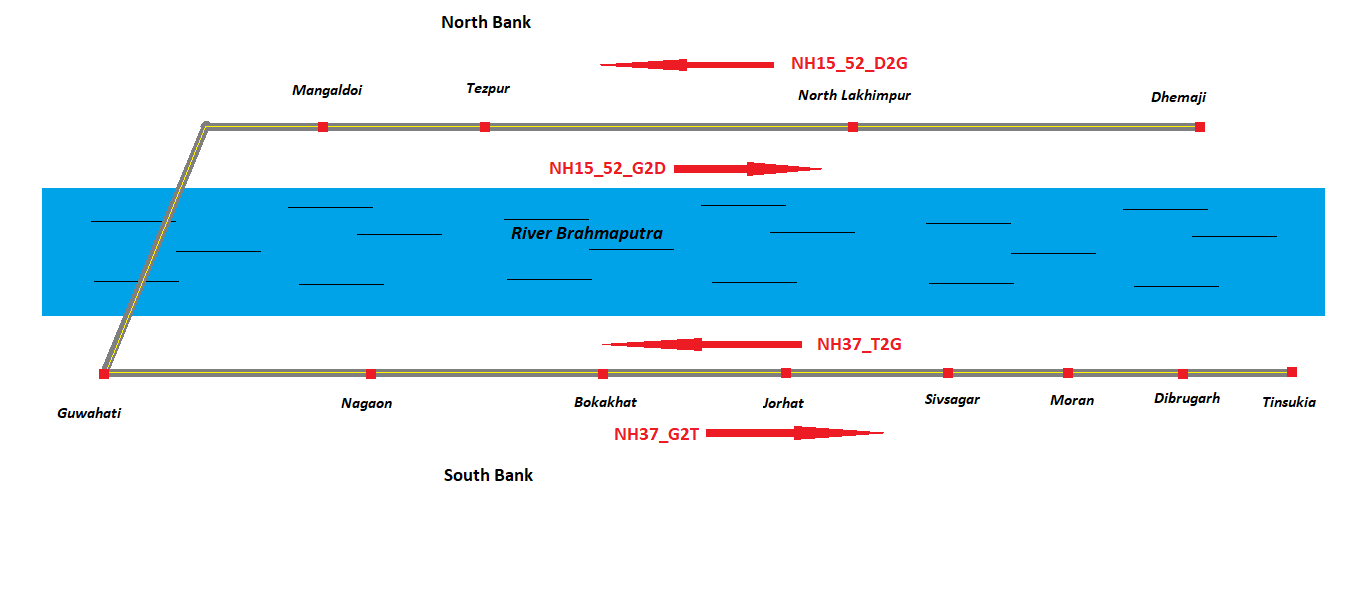 North Bank
NH15_52_D2G
Mangaldoi
Tezpur
North Lakhimpur
Dhemaji
NH15_52_G2D
River Brahmaputra
NH37_T2G
Guwahati
Nagaon
Bokakhat
Jorhat
Sivsagar
Moran
Dibrugarh
Tinsukia
NH37_G2T
South Bank